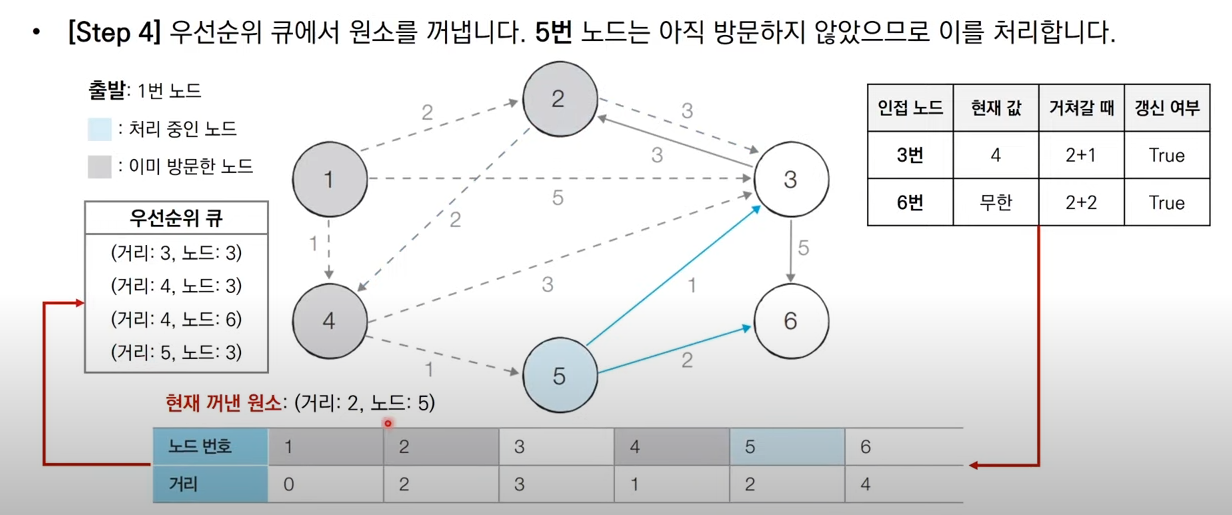 • [Step 4] 우선순위 큐에서 원소를 꺼냅니다. 5번 노드는 아직 방문하지 않았으므로 이를 처리합니다.
출발: 1번 노드
: 처리 중인 노드
: 이미 방문한 노드
우선순위 큐
(거리: 3, 노드: 3)
(거리: 4, 노드: 3)
(거리: 4, 노드: 6)
(거리: 5, 노드: 3)
1
2
3
4
5
6
2
3
3
5
2
1
3
1
5
1
2
인접 노드 현재 값 거쳐갈 때 갱신 여부
3번 4 2+1 True
6번 무한 2+2 True
현재 꺼낸 원소: (거리: 2, 노드: 5)
노드 번호 1 2 3 4 5 6
거리 0 2 3 1 2 4